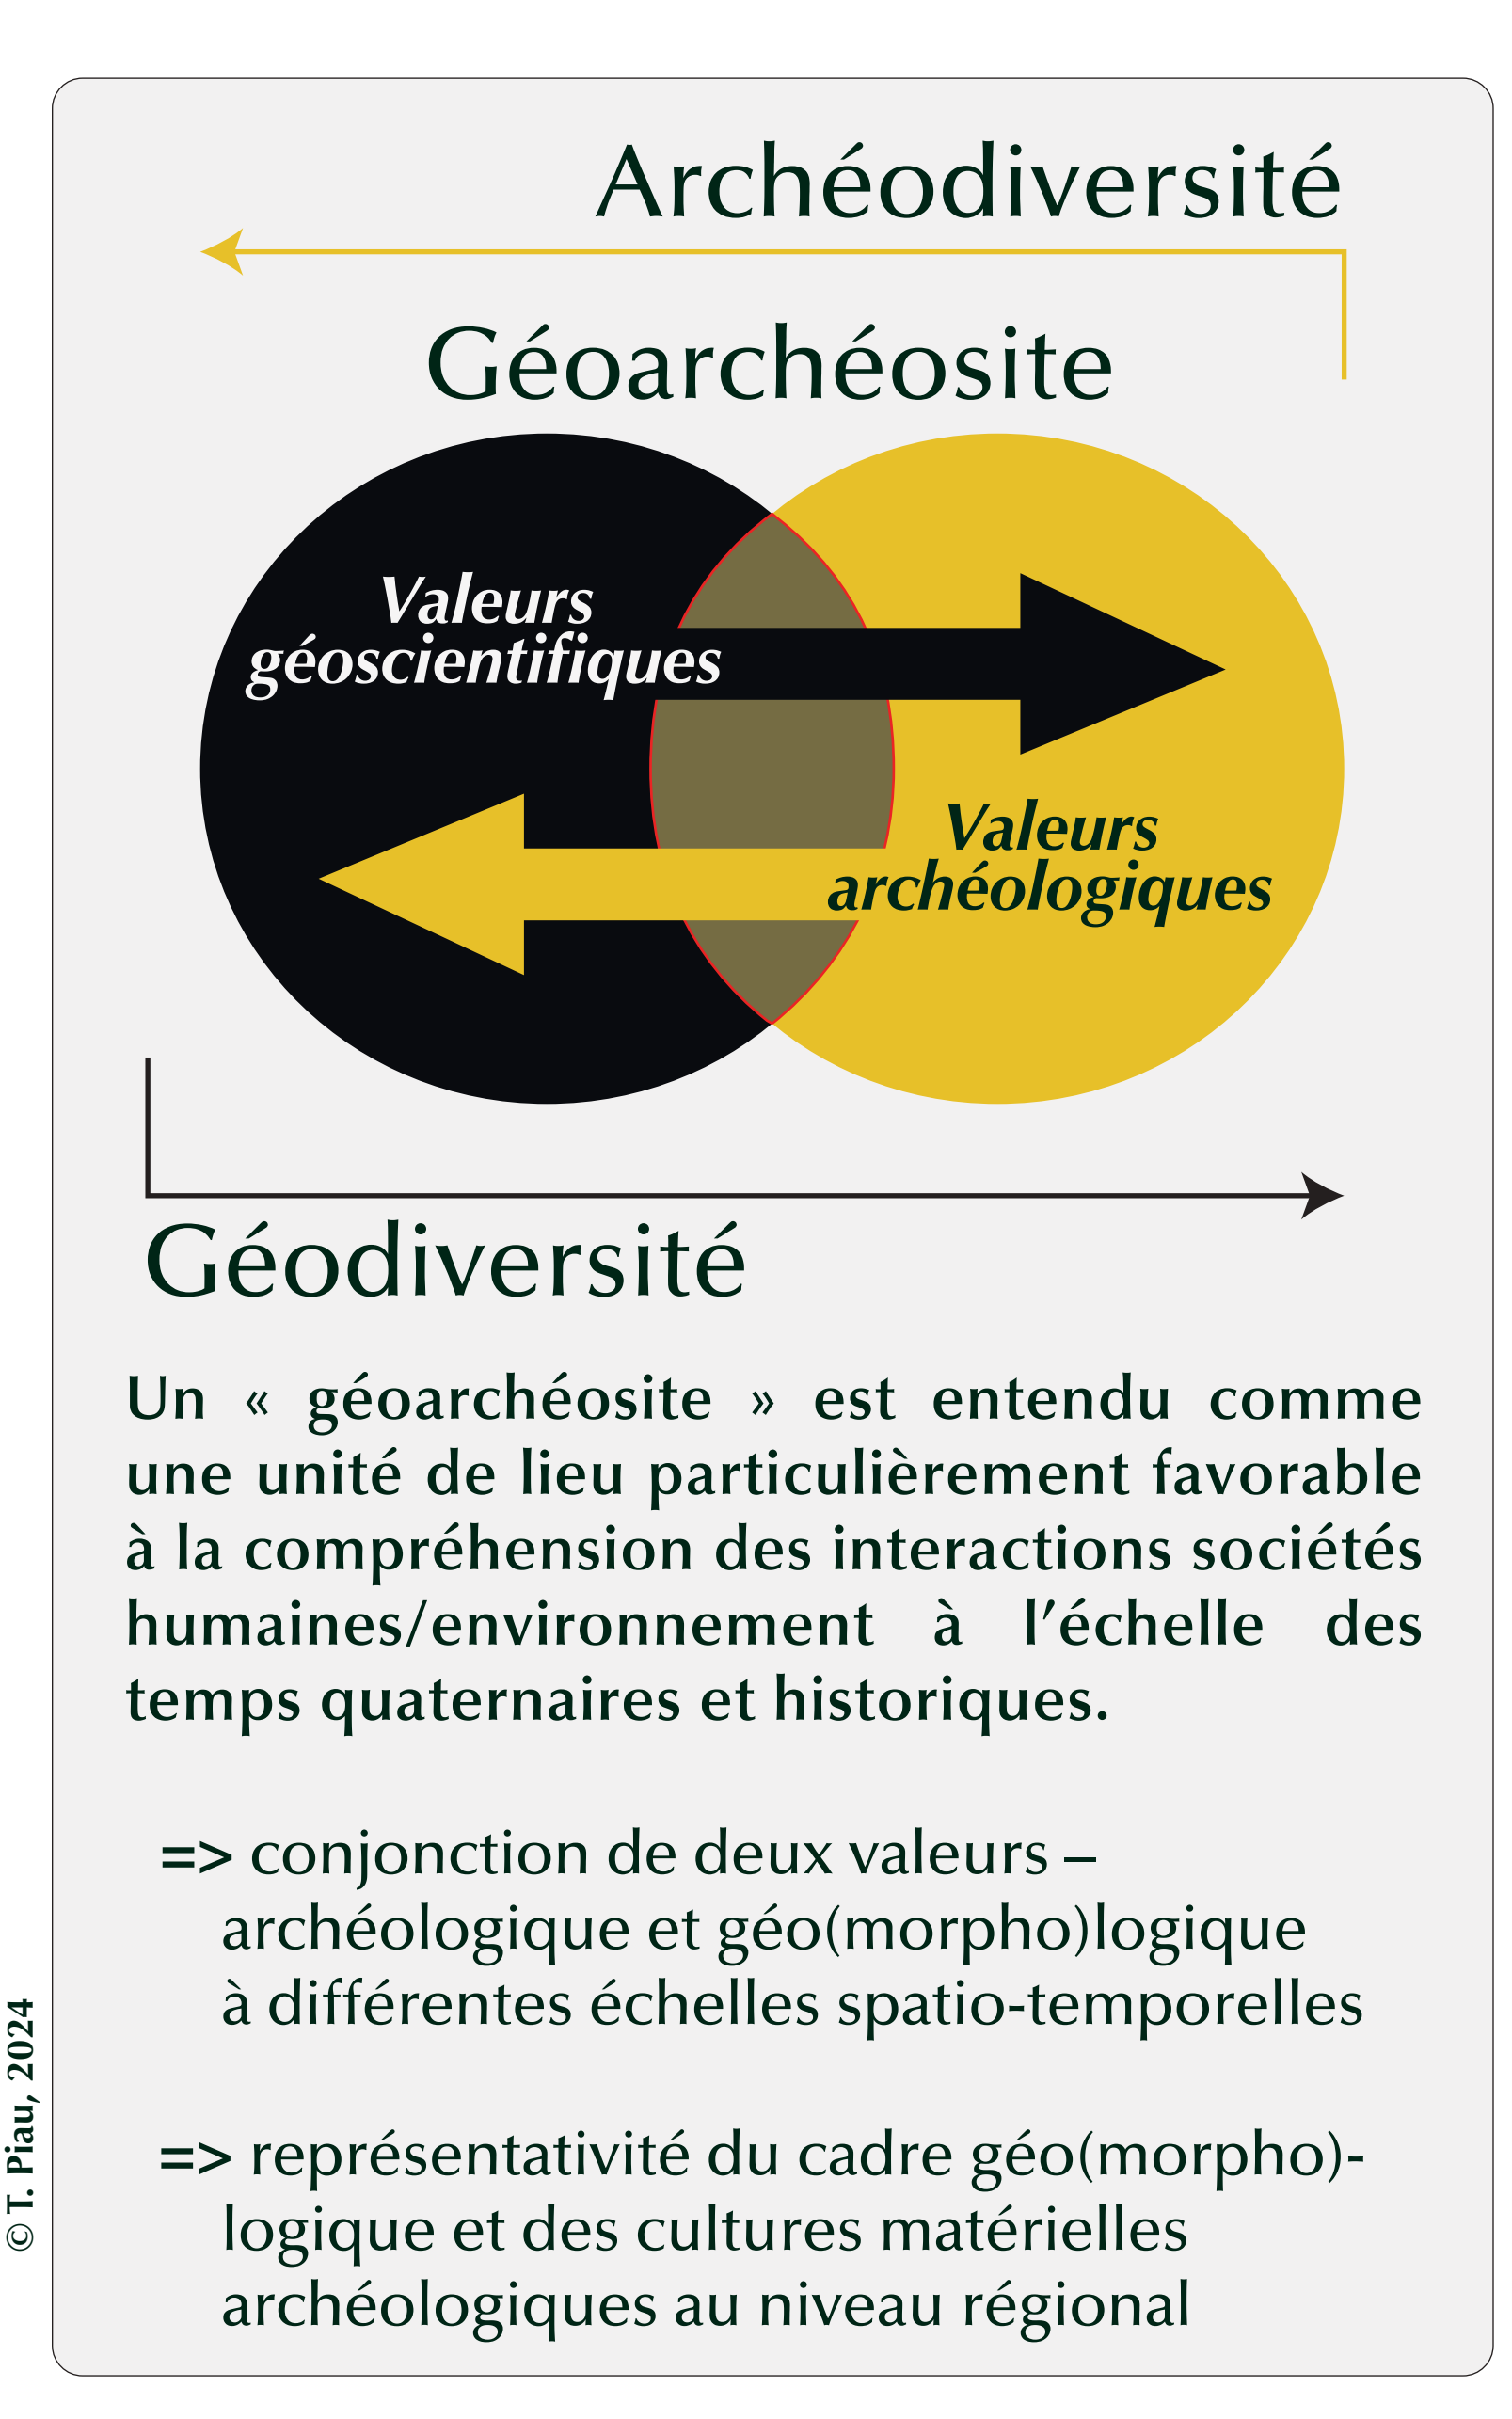 Archéodiversité
Géoarchéosite
Valeurs
géoscientifiques
Valeurs
archéologiques
Géodiversité
Un « géoarchéosite » est entendu comme
une unité de lieu particulièrement favorable
à la compréhension des interactions sociétés
humaines/environnement à l’échelle des
temps quaternaires et historiques.
=> conjonction de deux valeurs –
archéologique et géo(morpho)logique
à différentes échelles spatio-temporelles
=> représentativité du cadre géo(morpho)-
logique et des cultures matérielles
archéologiques au niveau régional
© T. Piau, 2024